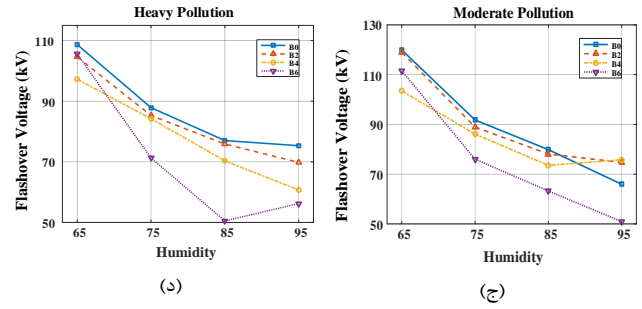 Heavy Pollution
Flashover Voltage (kV)
110
90
70
50
65
75
85
95
Humidity
B0
B2
B4
B6
(د)
Moderate Pollution
Flashover Voltage (kV)
130
110
90
70
50
65
75
85
95
Humidity
B0
B2
B4
B6
(ج)